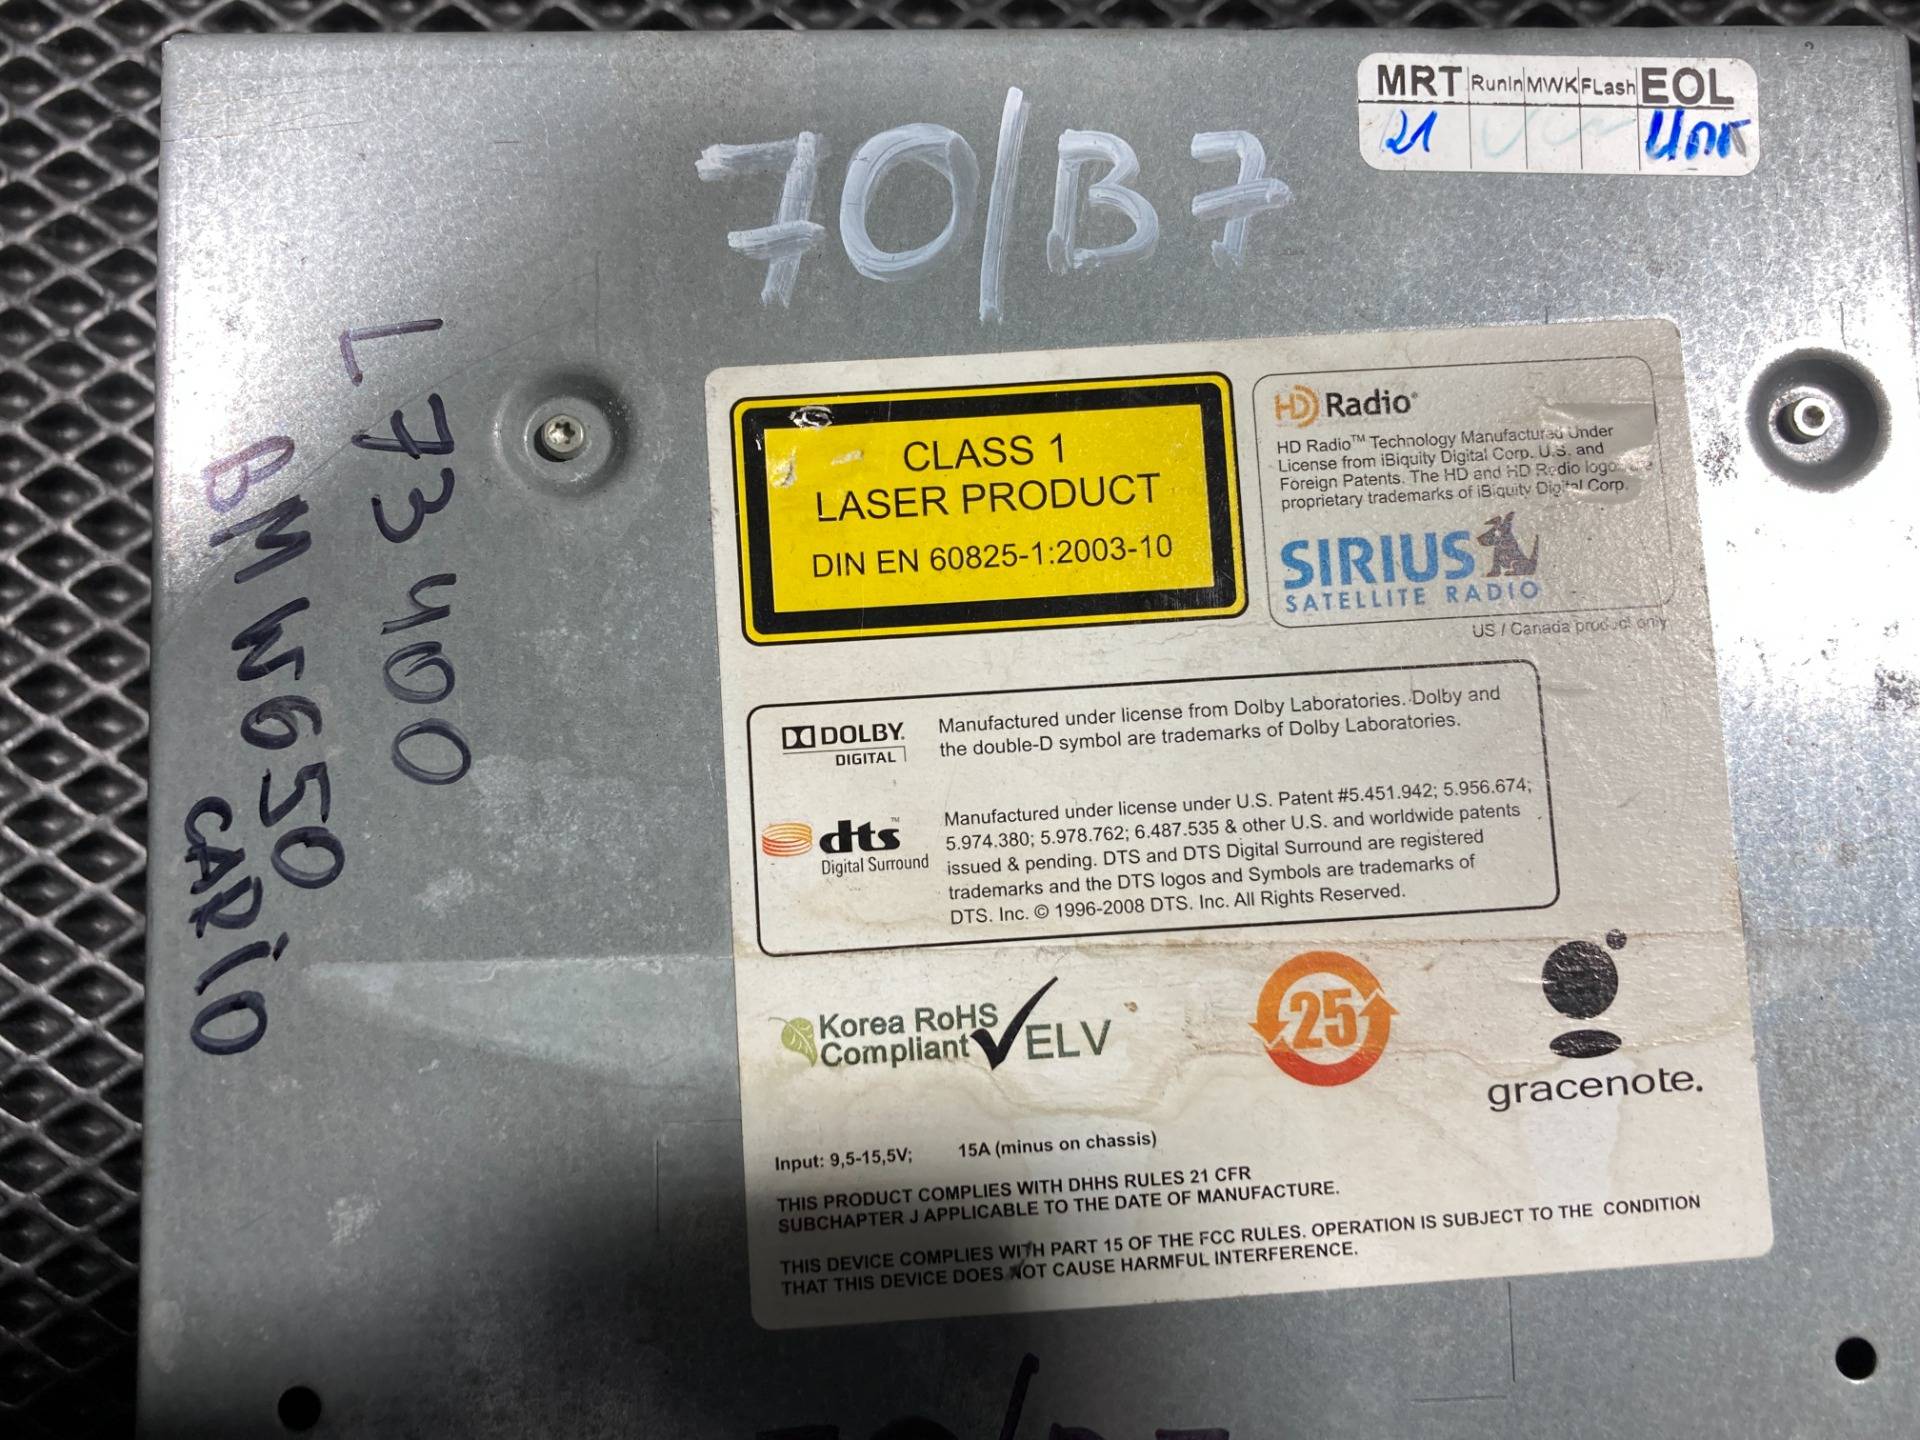 MRT RunIn MWK FLash EOL
21
70/B7
L 73 400
BMW 650
CARiO
CLASS 1
LASER PRODUCT
DIN EN 60825-1:2003-10
HD Radio
HD Radio™ Technology Manufactured Under
License from iBiquity Digital Corp. U.S. and
Foreign Patents. The HD and HD Radio logo
proprietary trademarks of iBiquity Digital Corp.
SIRIUS
SATELLITE RADIO
US / Canada product only
DOLBY
DIGITAL
Manufactured under license from Dolby Laboratories. Dolby and
the double-D symbol are trademarks of Dolby Laboratories.
dts™
Digital Surround
Manufactured under license under U.S. Patent #5.451.942; 5.956.674;
5.974.380; 5.978.762; 6.487.535 & other U.S. and worldwide patents
issued & pending. DTS and DTS Digital Surround are registered
trademarks and the DTS logos and Symbols are trademarks of
DTS. Inc. © 1996-2008 DTS. Inc. All Rights Reserved.
Korea RoHS
Compliant
ELV
25
gracenote.
Input: 9,5-15,5V; 15A (minus on chassis)
THIS PRODUCT COMPLIES WITH DHHS RULES 21 CFR
SUBCHAPTER J APPLICABLE TO THE DATE OF MANUFACTURE.
THIS DEVICE COMPLIES WITH PART 15 OF THE FCC RULES. OPERATION IS SUBJECT TO THE CONDITION
THAT THIS DEVICE DOES NOT CAUSE HARMFUL INTERFERENCE.
70/B7